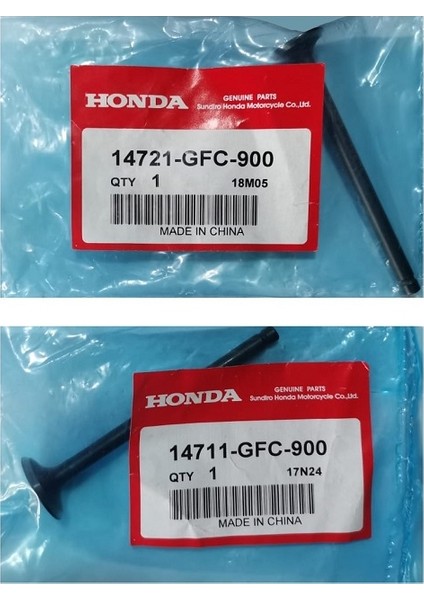 HONDA
GENUINE PARTS
Sundiro Honda Motorcycle Co.,Ltd.
14721-GFC-900
QTY 1 18M05
MADE IN CHINA
HONDA
GENUINE PARTS
Sundiro Honda Motorcycle Co.,Ltd.
14711-GFC-900
QTY 1 17N24
MADE IN CHINA